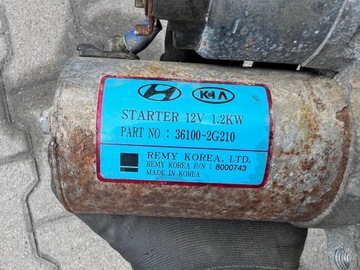 KIA
STARTER 12V 1.2KW
PART NO : 36100-2G210
REMY KOREA. LTD.
REMY KOREA P/N : 8000743
MADE IN KOREA